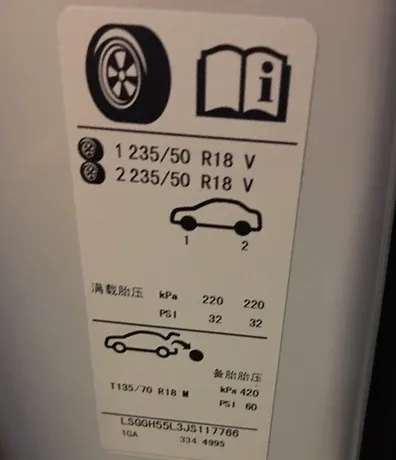 1 235/50 R18 V
2 235/50 R18 V
1 2
满载胎压 kPa 220 220
PSI 32 32
备胎胎压
T135/70 R18 M kPa 420
PSI 60
LSGGH55L3JS117766
1GA 334 4995